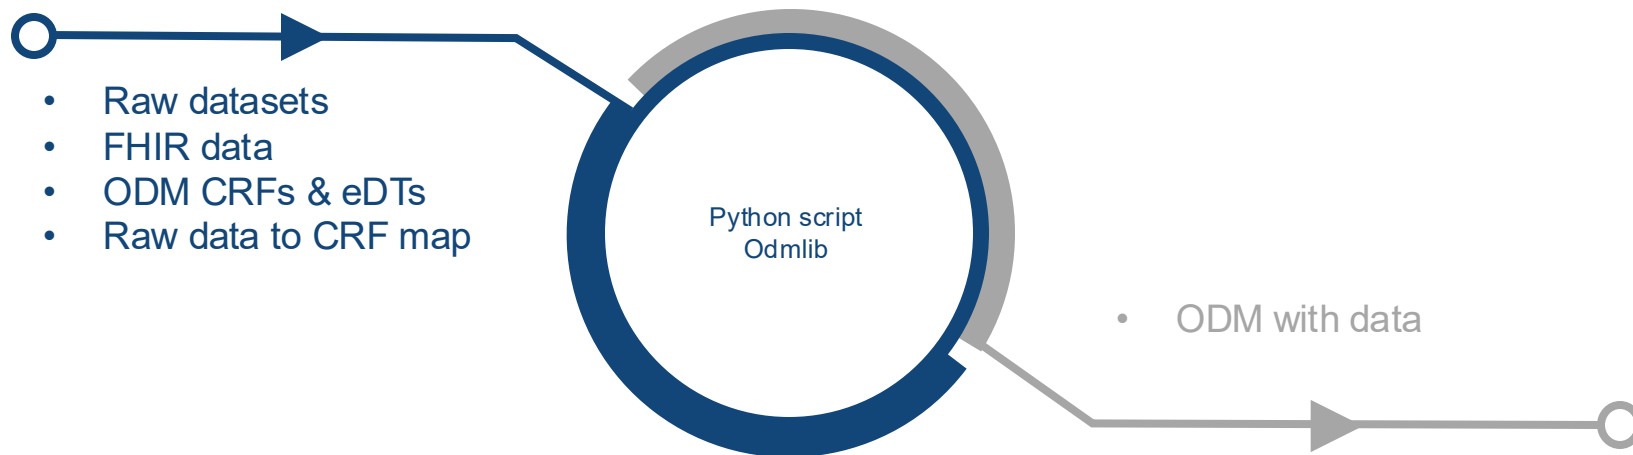 • Raw datasets
• FHIR data
• ODM CRFs & eDTs
• Raw data to CRF map
Python script
Odmlib
• ODM with data